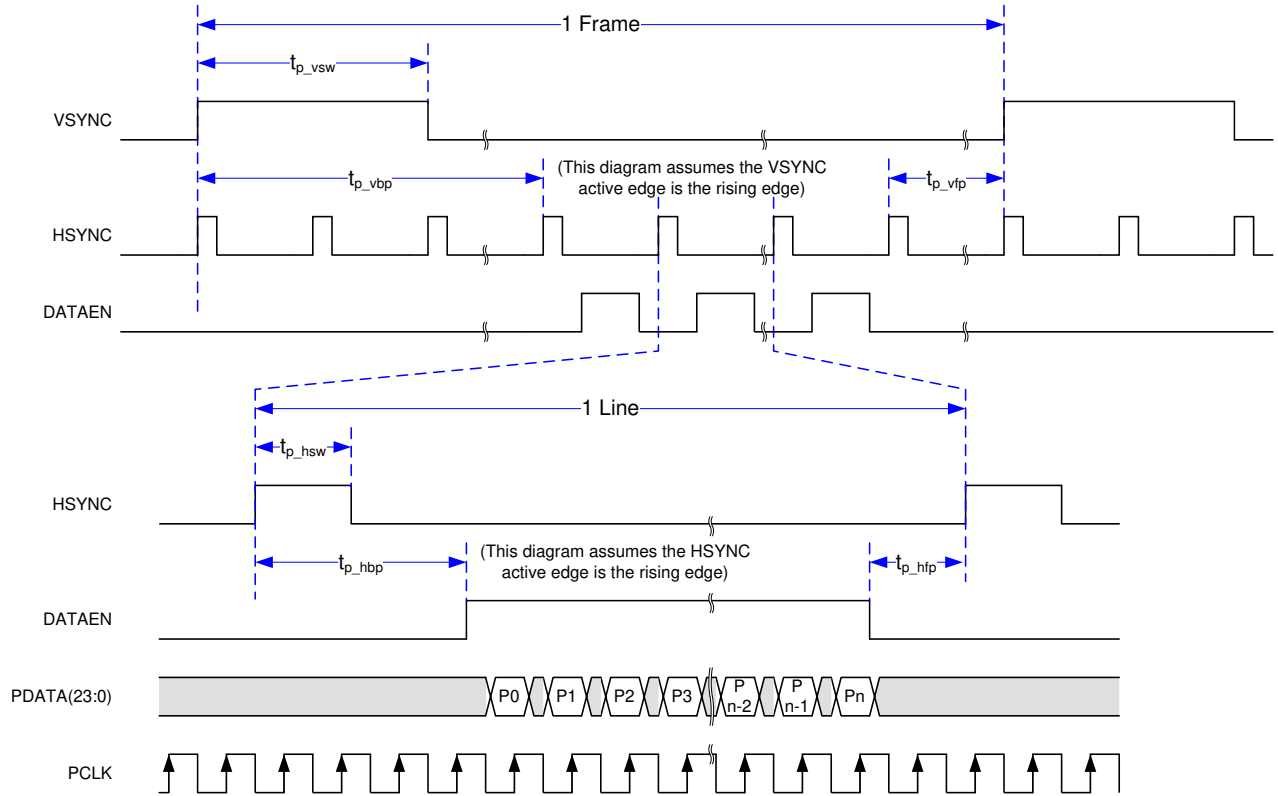 1 Frame
tp_vsw
VSYNC
(This diagram assumes the VSYNC
active edge is the rising edge)
tp_vbp
tp_vfp
HSYNC
DATAEN
1 Line
tp_hsw
HSYNC
(This diagram assumes the HSYNC
active edge is the rising edge)
tp_hbp
tp_hfp
DATAEN
PDATA(23:0)
P0
P1
P2
P3
P
n-2
P
n-1
Pn
PCLK